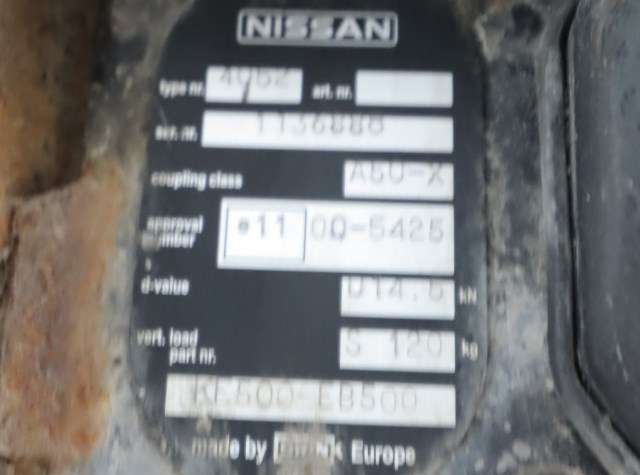 NISSAN
type nr. 4052 art. nr.
ser. nr. 1136886
coupling class A50-X
approval number e11 00-5425
d-value D14.5 kN
vert. load S 120 kg
part nr.
KE500-EB500
made by BRINK Europe